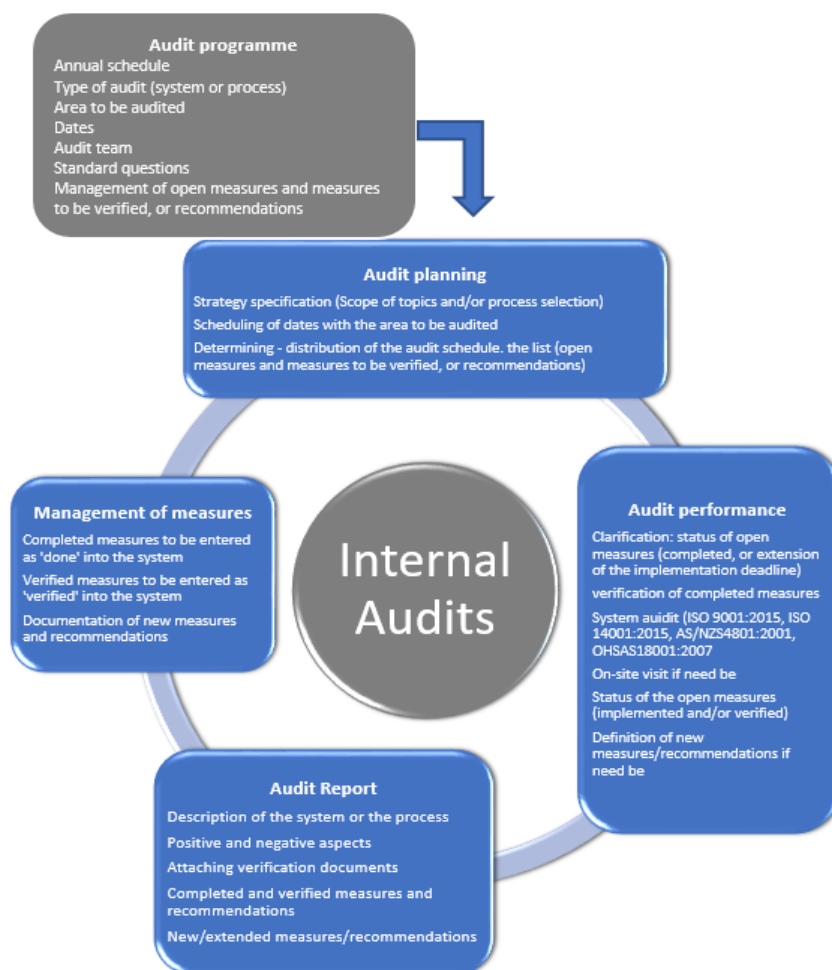 Audit programme
Annual schedule
Type of audit (system or process)
Area to be audited
Dates
Audit team
Standard questions
Management of open measures and measures
to be verified, or recommendations
Audit planning
Strategy specification (Scope of topics and/or process selection)
Scheduling of dates with the area to be audited
Determining - distribution of the audit schedule. the list (open
measures and measures to be verified, or recommendations)
Audit performance
Clarification: status of open
measures (completed, or extension
of the implementation deadline)
verification of completed measures
System auidit (ISO 9001:2015, ISO
14001:2015, AS/NZS4801:2001,
OHSAS18001:2007
On-site visit if need be
Status of the open measures
(implemented and/or verified)
Definition of new
measures/recommendations if
need be
Audit Report
Description of the system or the process
Positive and negative aspects
Attaching verification documents
Completed and verified measures and
recommendations
New/extended measures/recommendations
Management of measures
Completed measures to be entered
as 'done' into the system
Verified measures to be entered as
'verified' into the system
Documentation of new measures
and recommendations
Internal
Audits